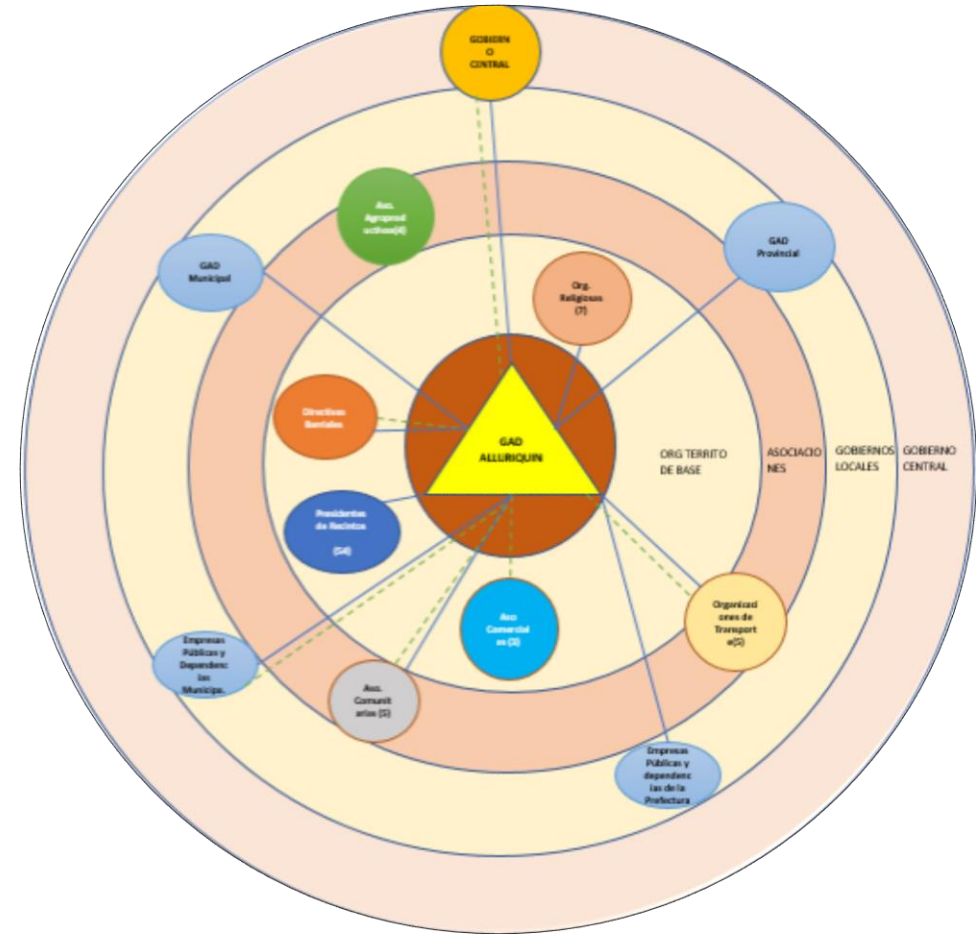 GOBIERN
O
CENTRAL
Aso.
Agroprod
uctivas(4)
GAD
Municipal
GAD
Provincial
Org.
Religiosas
(7)
Directivas
Barriales
GAD
ALLURIQUIN
ORG TERRITO
DE BASE
ASOCIACIO
NES
GOBIERNOS
LOCALES
GOBIERNO
CENTRAL
Presidentes
de Recintos
(54)
Aso
Comercial
es (3)
Organizaci
ones de
Transport
e(5)
Empresas
Públicas y
Dependenc
ias
Municipa.
Aso.
Comunit
arias (5)
Empresas
Públicas y
dependenc
ias de la
Prefectura